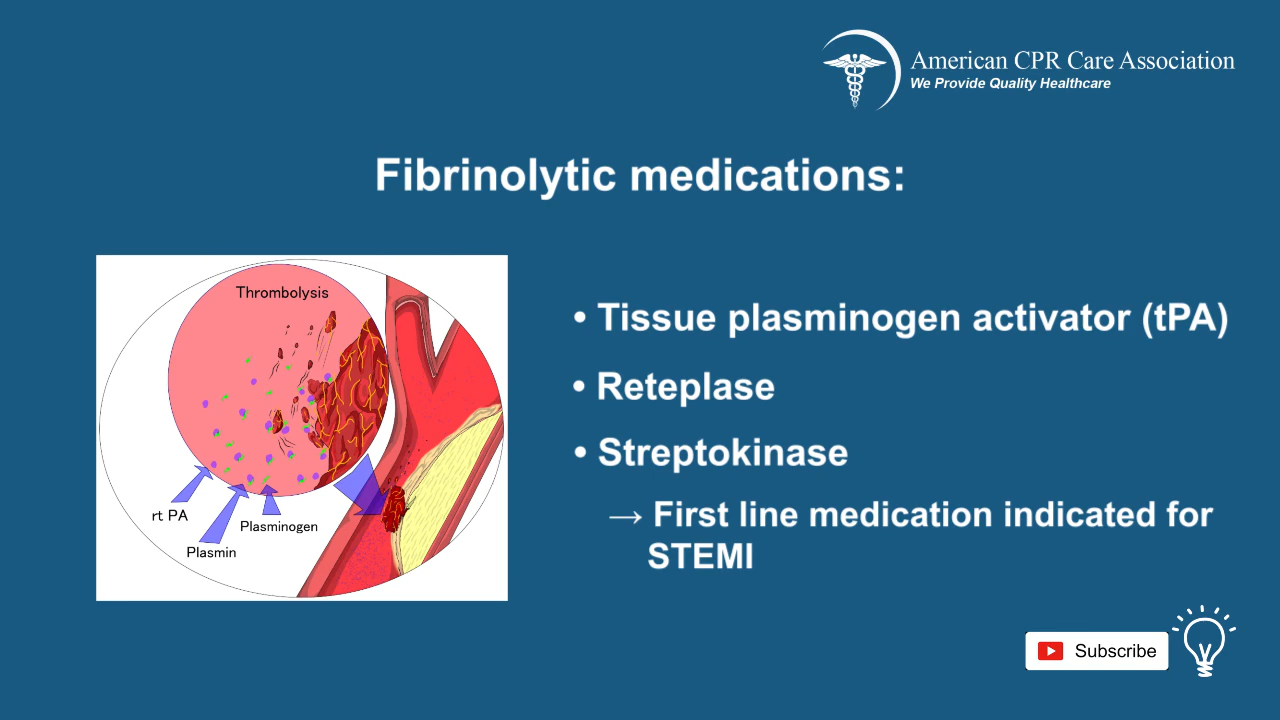 American CPR Care Association
We Provide Quality Healthcare
Fibrinolytic medications:
Thrombolysis
rt PA
Plasmin
Plasminogen
• Tissue plasminogen activator (tPA)
• Reteplase
• Streptokinase
→ First line medication indicated for
STEMI
Subscribe